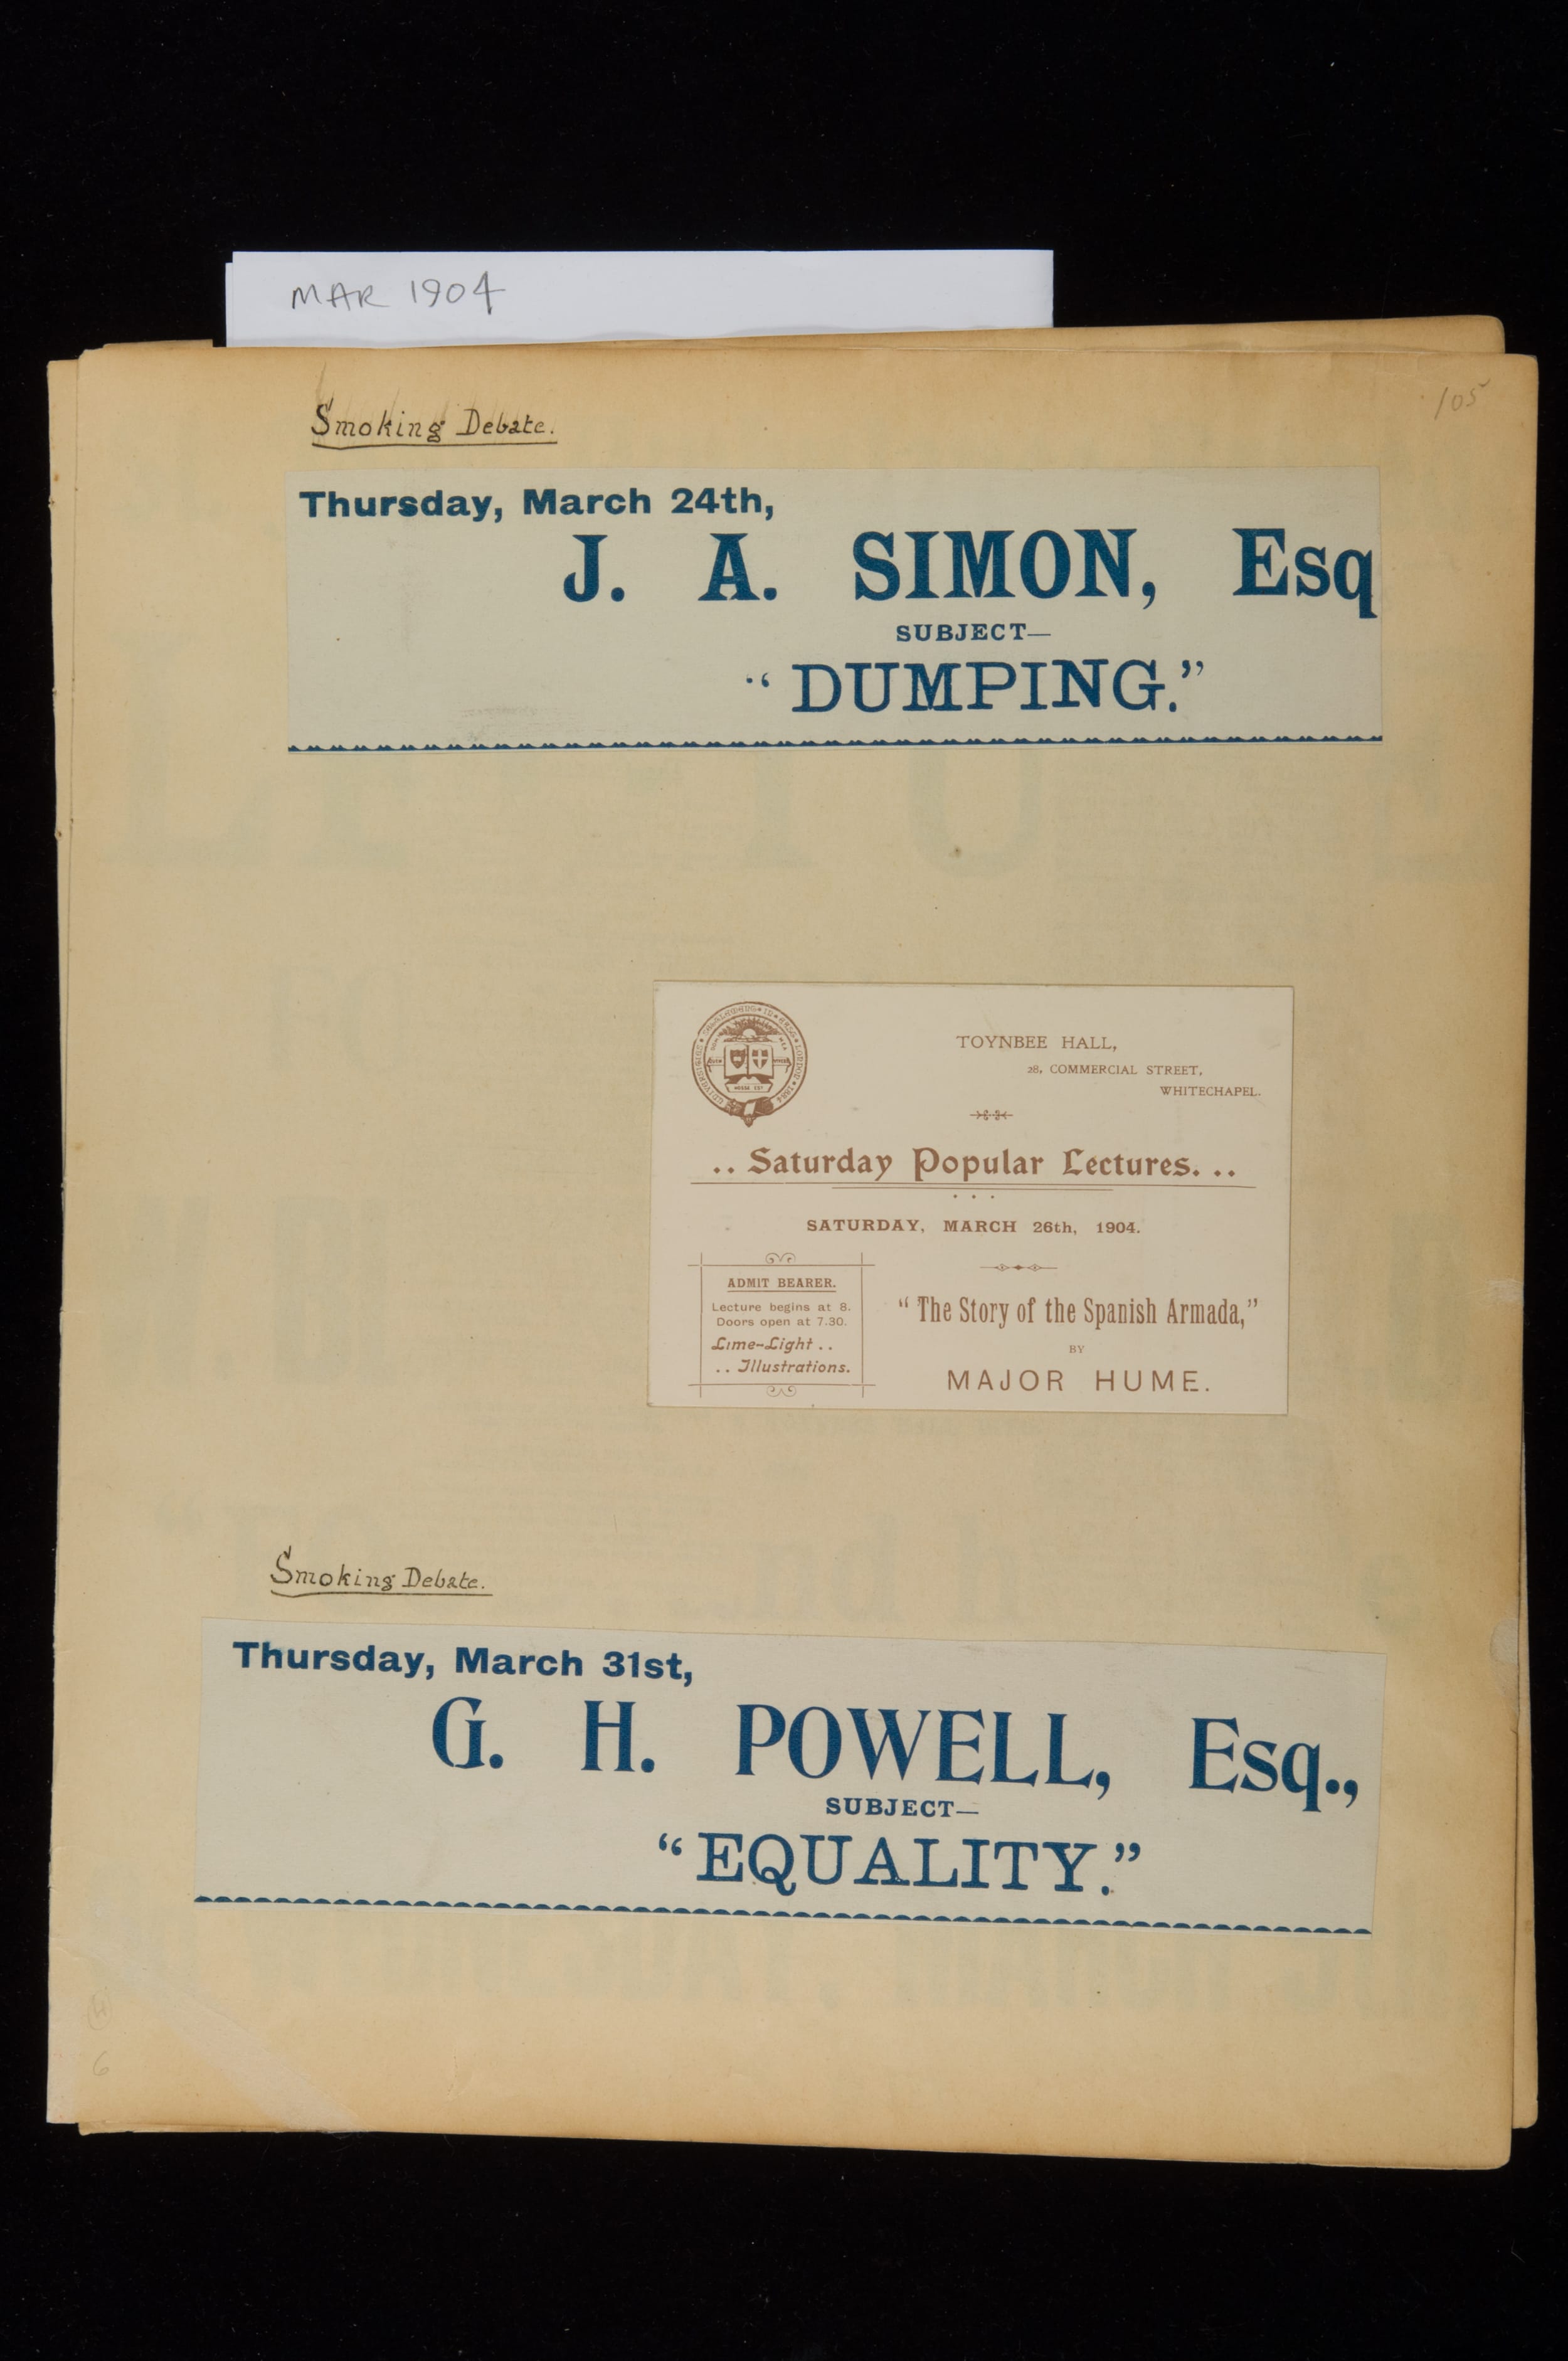 MAR 1904
105
Smoking Debate.
Thursday, March 24th,
J. A. SIMON, Esq
SUBJECT—
“DUMPING.”
TOYNBEE HALL,
28, COMMERCIAL STREET,
WHITECHAPEL.
.. Saturday Popular Lectures. ..
SATURDAY, MARCH 26th, 1904.
ADMIT BEARER.
Lecture begins at 8.
Doors open at 7.30.
Lime-Light ..
.. Illustrations.
“The Story of the Spanish Armada,”
BY
MAJOR HUME.
Smoking Debate.
Thursday, March 31st,
G. H. POWELL, Esq.,
SUBJECT—
“EQUALITY.”
6